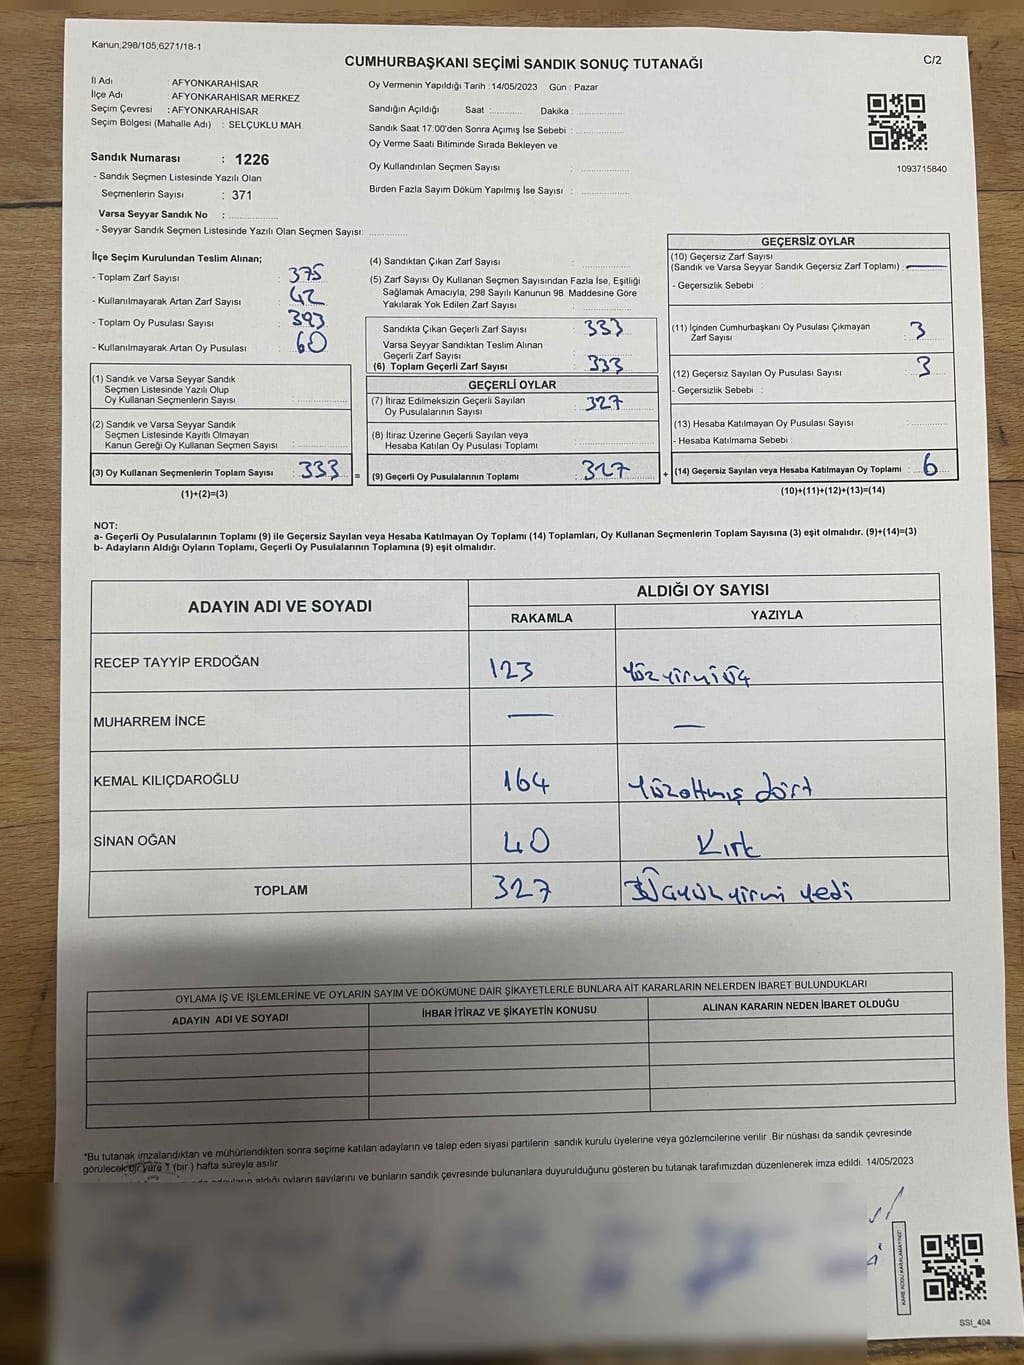 Kanun;298/105,6271/18-1
CUMHURBAŞKANI SEÇİMİ SANDIK SONUÇ TUTANAĞI
C/2
İl Adı AFYONKARAHİSAR
İlçe Adı : AFYONKARAHİSAR MERKEZ
Seçim Çevresi : AFYONKARAHİSAR
Seçim Bölgesi (Mahalle Adı) : SELÇUKLU MAH.
Sandık Numarası : 1226
- Sandık Seçmen Listesinde Yazılı Olan
Seçmenlerin Sayısı : 371
Varsa Seyyar Sandık No :
- Seyyar Sandık Seçmen Listesinde Yazılı Olan Seçmen Sayısı:
Oy Vermenin Yapıldığı Tarih :14/05/2023 Gün : Pazar
Sandığın Açıldığı Saat : Dakika :
Sandık Saat 17:00'den Sonra Açımış İse Sebebi :
Oy Verme Saati Bitiminde Sırada Bekleyen ve
Oy Kullandırılan Seçmen Sayısı :
Birden Fazla Sayım Döküm Yapılmış İse Sayısı :
1093715840
İlçe Seçim Kurulundan Teslim Alınan;
- Toplam Zarf Sayısı : 375
- Kullanılmayarak Artan Zarf Sayısı : 42
- Toplam Oy Pusulası Sayısı : 393
- Kullanılmayarak Artan Oy Pusulası : 60
(1) Sandık ve Varsa Seyyar Sandık
Seçmen Listesinde Yazılı Olup
Oy Kullanan Seçmenlerin Sayısı :
(2) Sandık ve Varsa Seyyar Sandık
Seçmen Listesinde Kayıtlı Olmayan
Kanun Gereği Oy Kullanan Seçmen Sayısı :
(3) Oy Kullanan Seçmenlerin Toplam Sayısı : 333 =
(1)+(2)=(3)
(4) Sandıktan Çıkan Zarf Sayısı :
(5) Zarf Sayısı Oy Kullanan Seçmen Sayısından Fazla İse, Eşitliği
Sağlamak Amacıyla; 298 Sayılı Kanunun 98. Maddesine Göre
Yakılarak Yok Edilen Zarf Sayısı :
Sandıkta Çıkan Geçerli Zarf Sayısı : 333
Varsa Seyyar Sandıktan Teslim Alınan
Geçerli Zarf Sayısı :
(6) Toplam Geçerli Zarf Sayısı : 333
GEÇERLİ OYLAR
(7) İtiraz Edilmeksizin Geçerli Sayılan
Oy Pusulalarının Sayısı : 327
(8) İtiraz Üzerine Geçerli Sayılan veya
Hesaba Katılan Oy Pusulası Toplamı :
(9) Geçerli Oy Pusulalarının Toplamı : 327 +
GEÇERSİZ OYLAR
(10) Geçersiz Zarf Sayısı
(Sandık ve Varsa Seyyar Sandık Geçersiz Zarf Toplamı) : —
- Geçersizlik Sebebi :
(11) İçinden Cumhurbaşkanı Oy Pusulası Çıkmayan
Zarf Sayısı : 3
(12) Geçersiz Sayılan Oy Pusulası Sayısı : 3
- Geçersizlik Sebebi :
(13) Hesaba Katılmayan Oy Pusulası Sayısı :
- Hesaba Katılmama Sebebi :
(14) Geçersiz Sayılan veya Hesaba Katılmayan Oy Toplamı : 6
(10)+(11)+(12)+(13)=(14)
NOT:
a- Geçerli Oy Pusulalarının Toplamı (9) ile Geçersiz Sayılan veya Hesaba Katılmayan Oy Toplamı (14) Toplamları, Oy Kullanan Seçmenlerin Toplam Sayısına (3) eşit olmalıdır. (9)+(14)=(3)
b- Adayların Aldığı Oyların Toplamı, Geçerli Oy Pusulalarının Toplamına (9) eşit olmalıdır.
ADAYIN ADI VE SOYADI ALDIĞI OY SAYISI
RAKAMLA YAZIYLA
RECEP TAYYİP ERDOĞAN 123 Yüzyirmiüç
MUHARREM İNCE — —
KEMAL KILIÇDAROĞLU 164 Yüzaltmış dört
SİNAN OĞAN 40 Kırk
TOPLAM 327 Üçyüz yirmi yedi
OYLAMA İŞ VE İŞLEMLERİNE VE OYLARIN SAYIM VE DÖKÜMÜNE DAİR ŞİKAYETLERLE BUNLARA AİT KARARLARIN NELERDEN İBARET BULUNDUKLARI
ADAYIN ADI VE SOYADI İHBAR İTİRAZ VE ŞİKAYETİN KONUSU ALINAN KARARIN NEDEN İBARET OLDUĞU
*Bu tutanak imzalandıktan ve mühürlendikten sonra seçime katılan adayların ve talep eden siyasi partilerin sandık kurulu üyelerine veya gözlemcilerine verilir .Bir nüshası da sandık çevresinde
görülecek bir yere 1 (bir ) hafta süreyle asılır.
adayların aldığı oyların sayılarını ve bunların sandık çevresinde bulunanlara duyurulduğunu gösteren bu tutanak tarafımızdan düzenlenerek imza edildi. 14/05/2023
KARE KODU KARALAMAYINIZ!
SSI_404